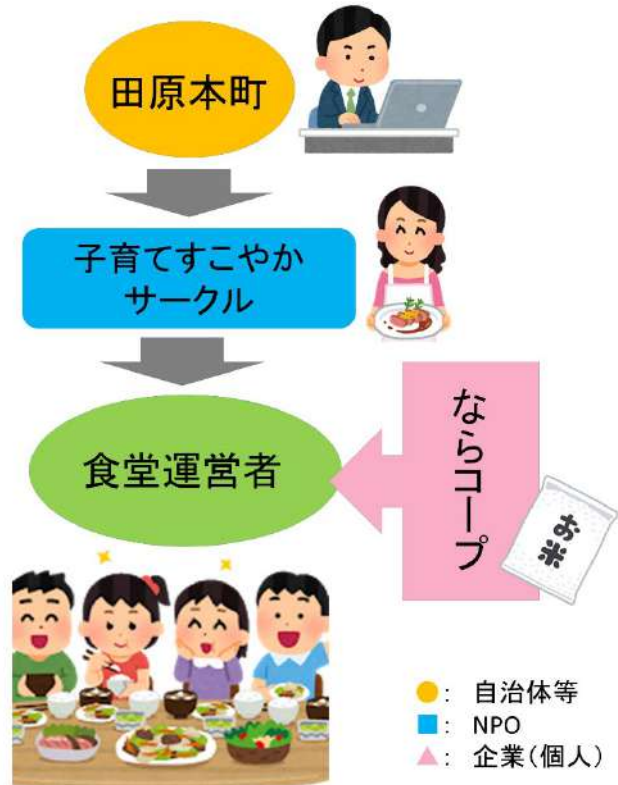 田原本町
子育てすこやか
サークル
食堂運営者
ならコープ
お米
●： 自治体等
■： NPO
▲： 企業(個人)